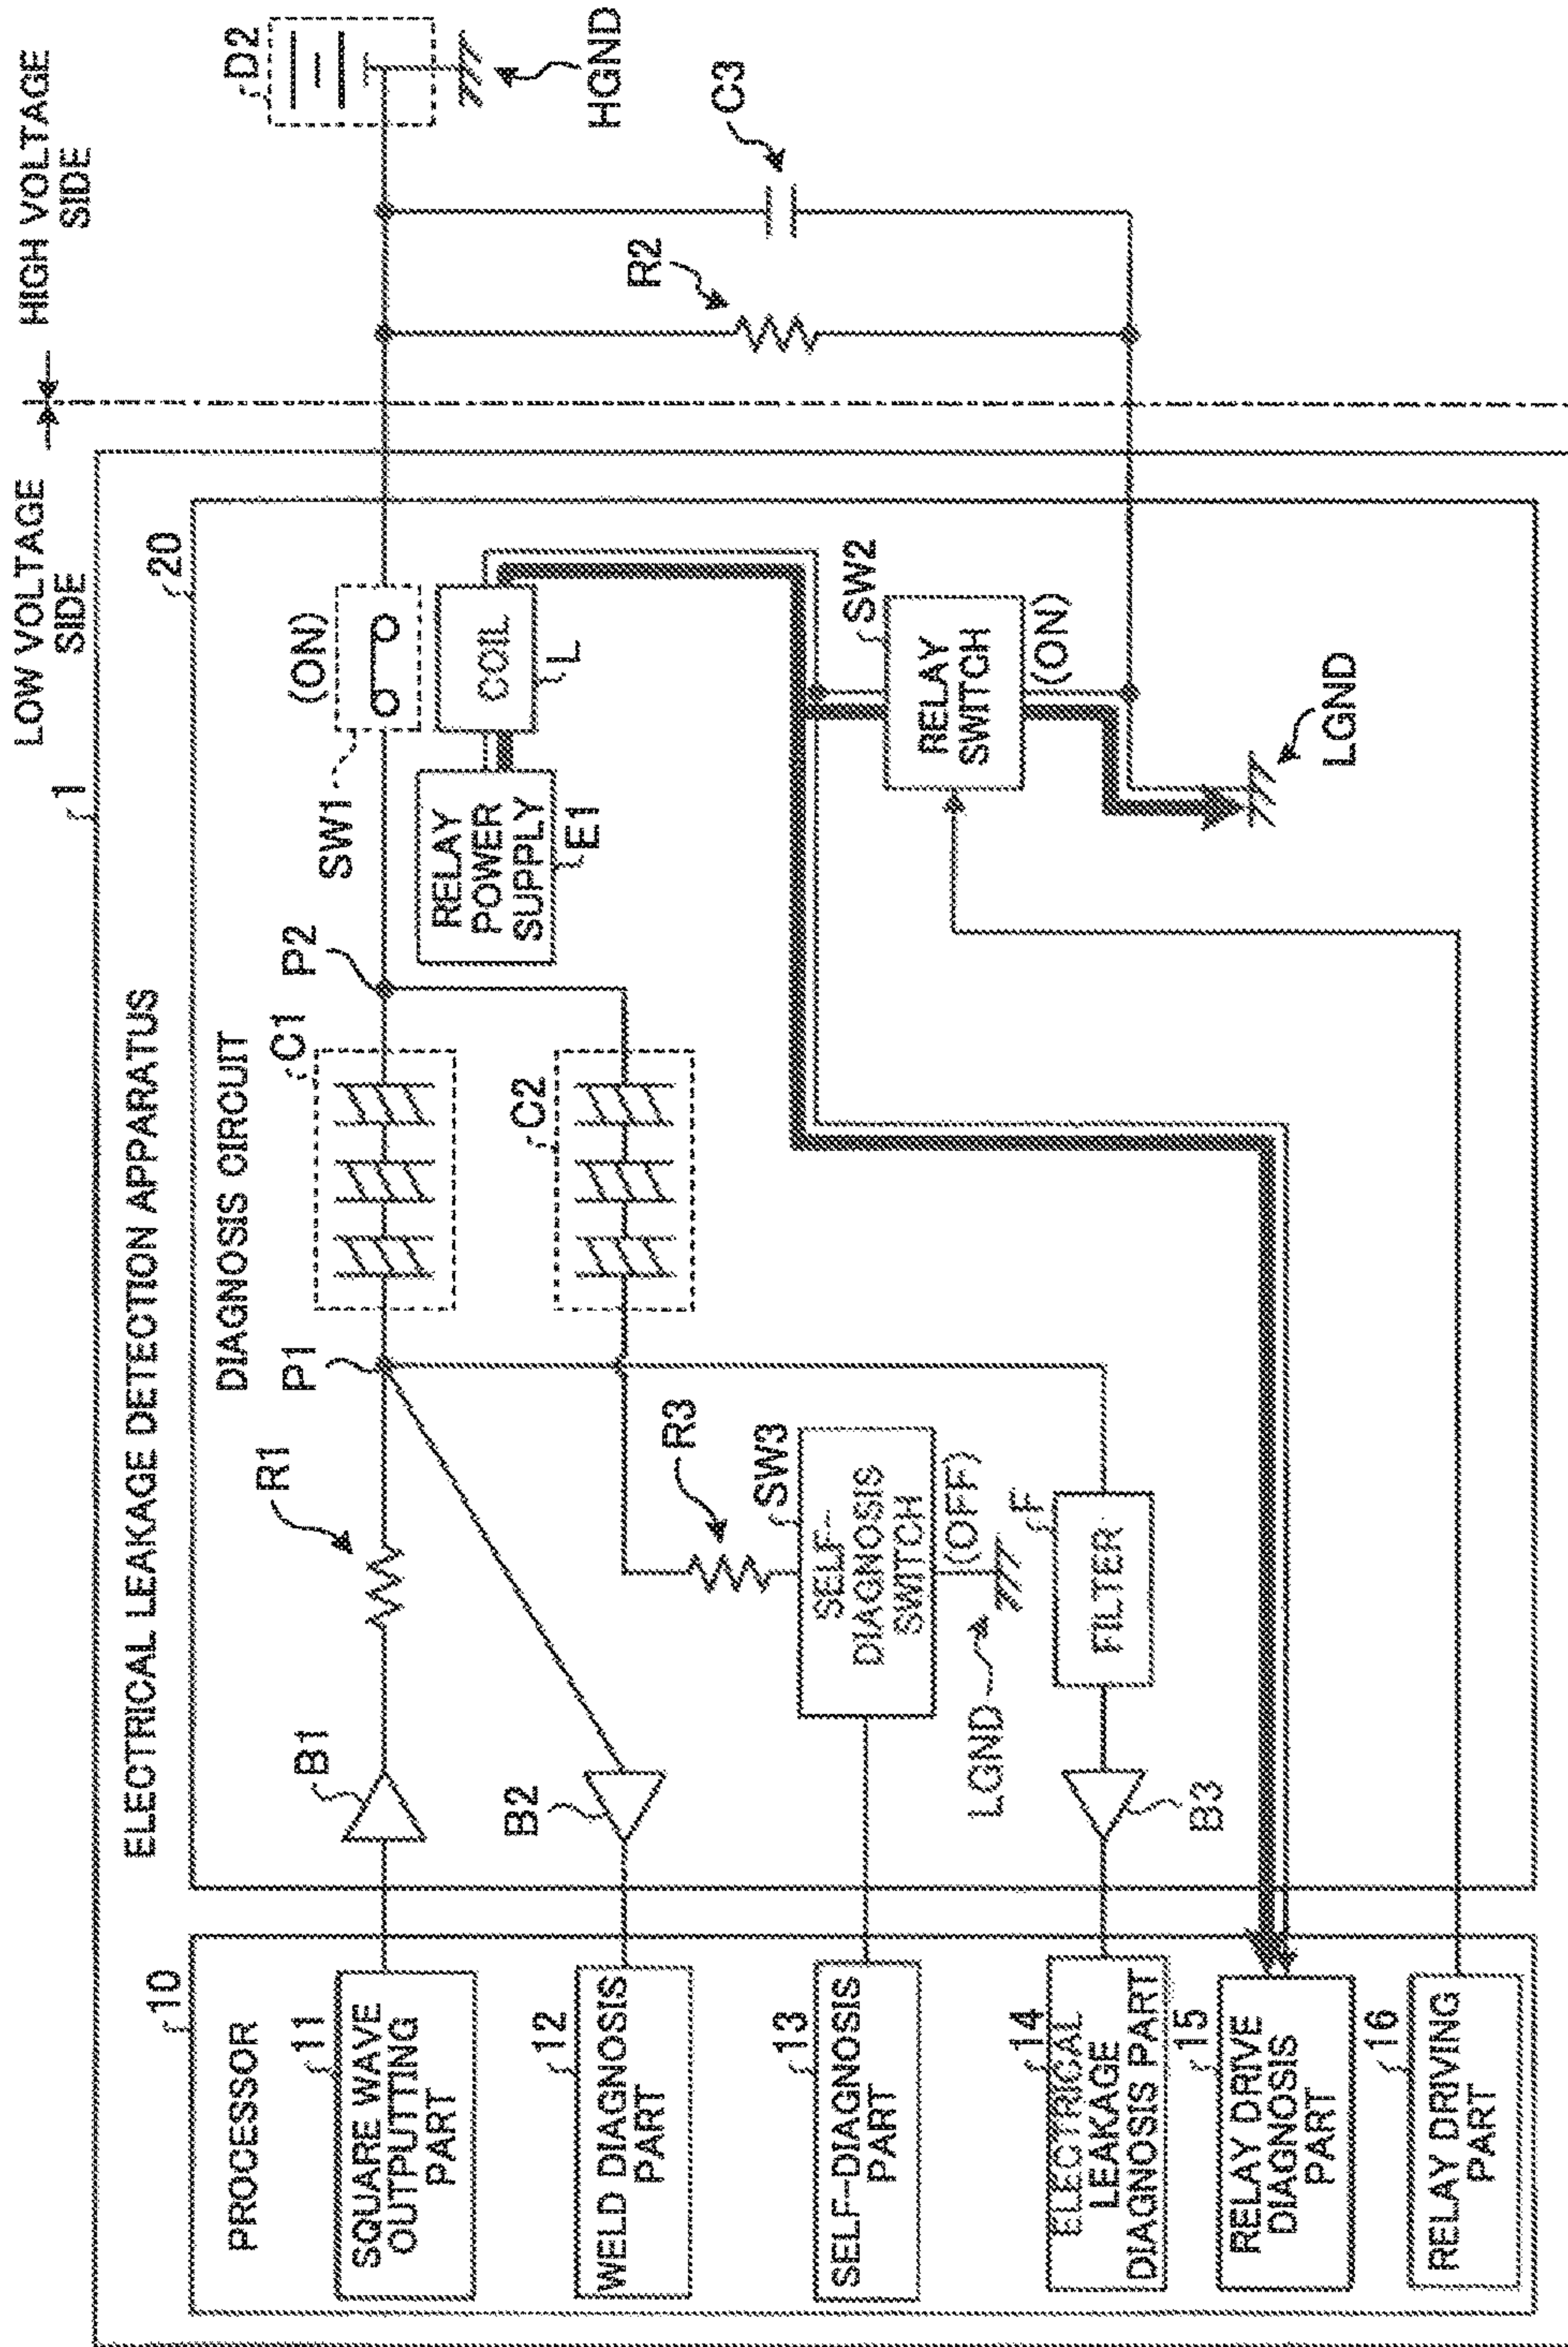 LOW VOLTAGE
SIDE
HIGH VOLTAGE
SIDE
1
ELECTRICAL LEAKAGE DETECTION APPARATUS
10
PROCESSOR
11
SQUARE WAVE
OUTPUTTING
PART
12
WELD DIAGNOSIS
PART
13
SELF-DIAGNOSIS
PART
14
ELECTRICAL
LEAKAGE
DIAGNOSIS PART
15
RELAY DRIVE
DIAGNOSIS
PART
16
RELAY DRIVING
PART
20
DIAGNOSIS CIRCUIT
B1
R1
P1
C1
P2
SW1
(ON)
D2
HGND
B2
C2
RELAY
POWER
SUPPLY
E1
COIL
L
R3
SW3
SELF-
DIAGNOSIS
SWITCH
(OFF)
LGND
SW2
RELAY
SWITCH
(ON)
LGND
R2
C3
F
FILTER
B3